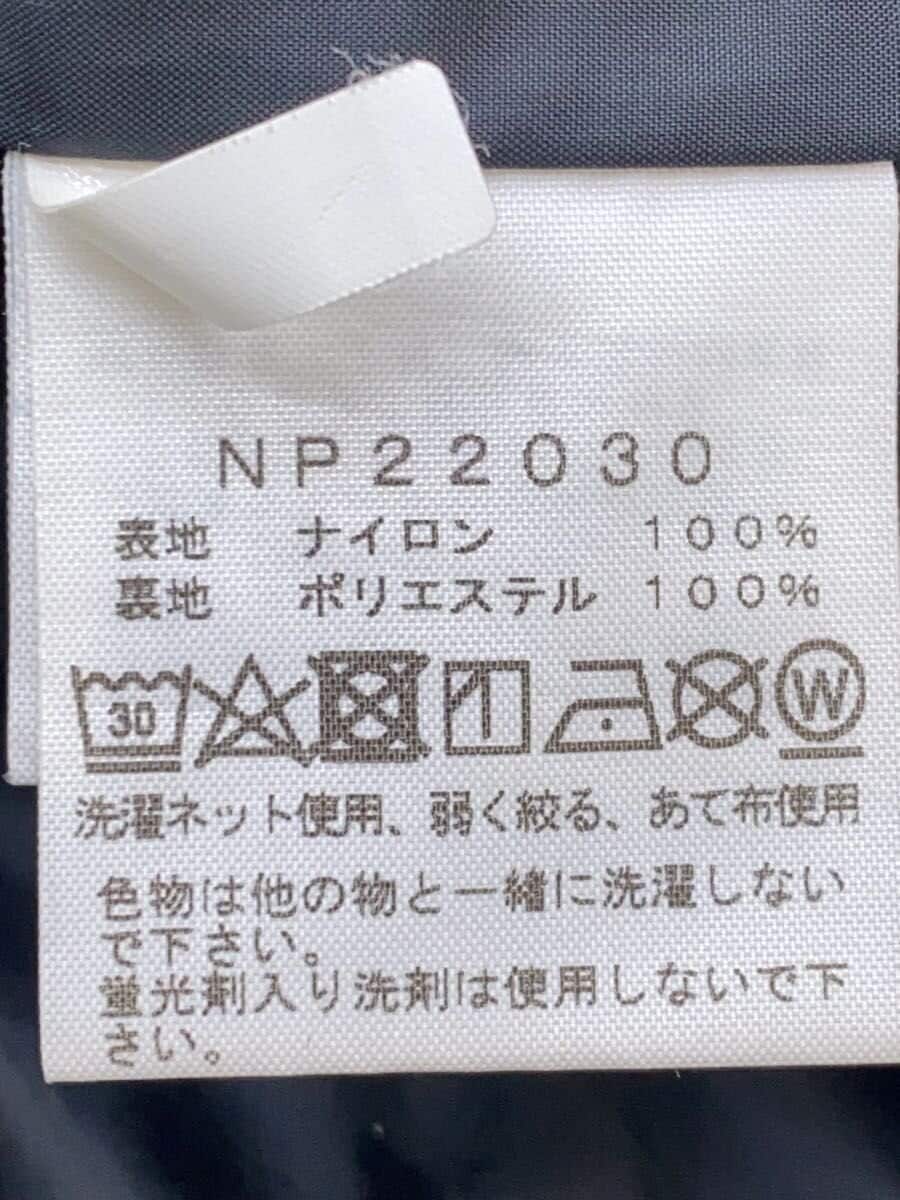 NP22030
表地 ナイロン 100%
裏地 ポリエステル 100%
30 W
洗濯ネット使用、弱く絞る、あて布使用
色物は他の物と一緒に洗濯しない
で下さい。
蛍光剤入り洗剤は使用しないで下
さい。